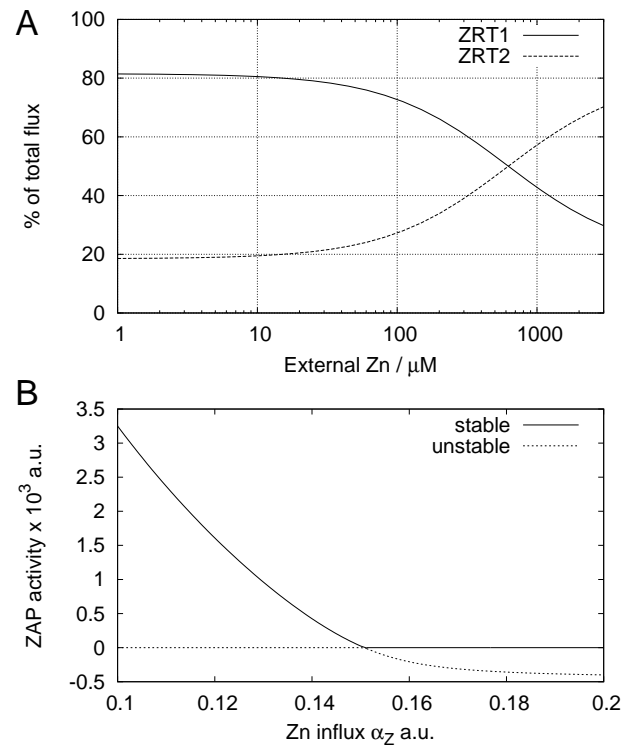 A
100
80
60
40
20
0
% of total flux
ZRT1
ZRT2
1 10 100 1000
External Zn / μM
B
3.5
3
2.5
2
1.5
1
0.5
0
-0.5
ZAP activity x 10³ a.u.
stable
unstable
0.1 0.12 0.14 0.16 0.18 0.2
Zn influx αZ a.u.